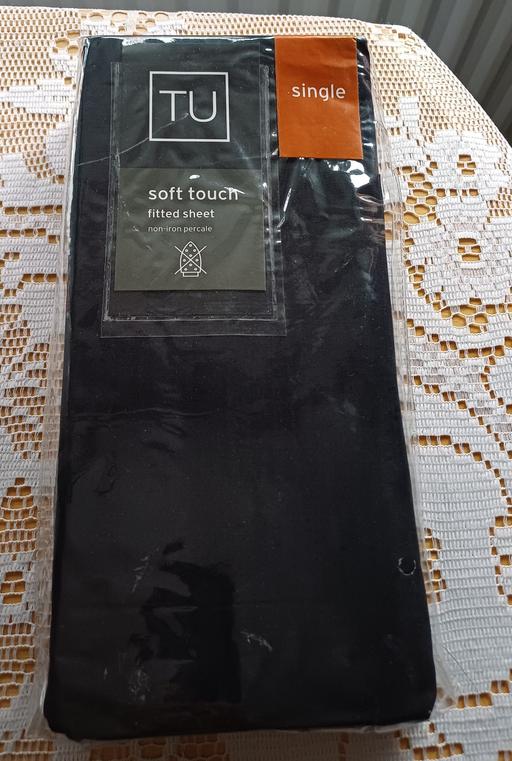 TU
single
soft touch
fitted sheet
non-iron percale